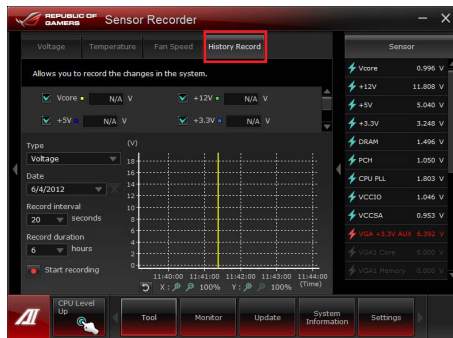 REPUBLIC OF
GAMERS
Sensor Recorder
Voltage Temperature Fan Speed History Record
Allows you to record the changes in the system.
Vcore N/A V +12V N/A V
+5V N/A V +3.3V N/A V
Type
Voltage
Date
6/4/2012
Record interval
20 seconds
Record duration
6 hours
Start recording
(V)
18
16
14
12
10
8
6
4
2
0
11:40:00 11:41:00 11:42:00 11:43:00 11:44:00
X : 100% Y : 100% (Time)
Sensor
Vcore 0.996 V
+12V 11.808 V
+5V 5.040 V
+3.3V 3.248 V
DRAM 1.496 V
PCH 1.050 V
CPU PLL 1.803 V
VCCIO 1.046 V
VCCSA 0.953 V
VGA +3.3V AUX 6.392 V
VGA1 Core 0.000 V
VGA1 Memory 0.000 V
CPU Level
Up
Tool
Monitor
Update
System
Information
Settings